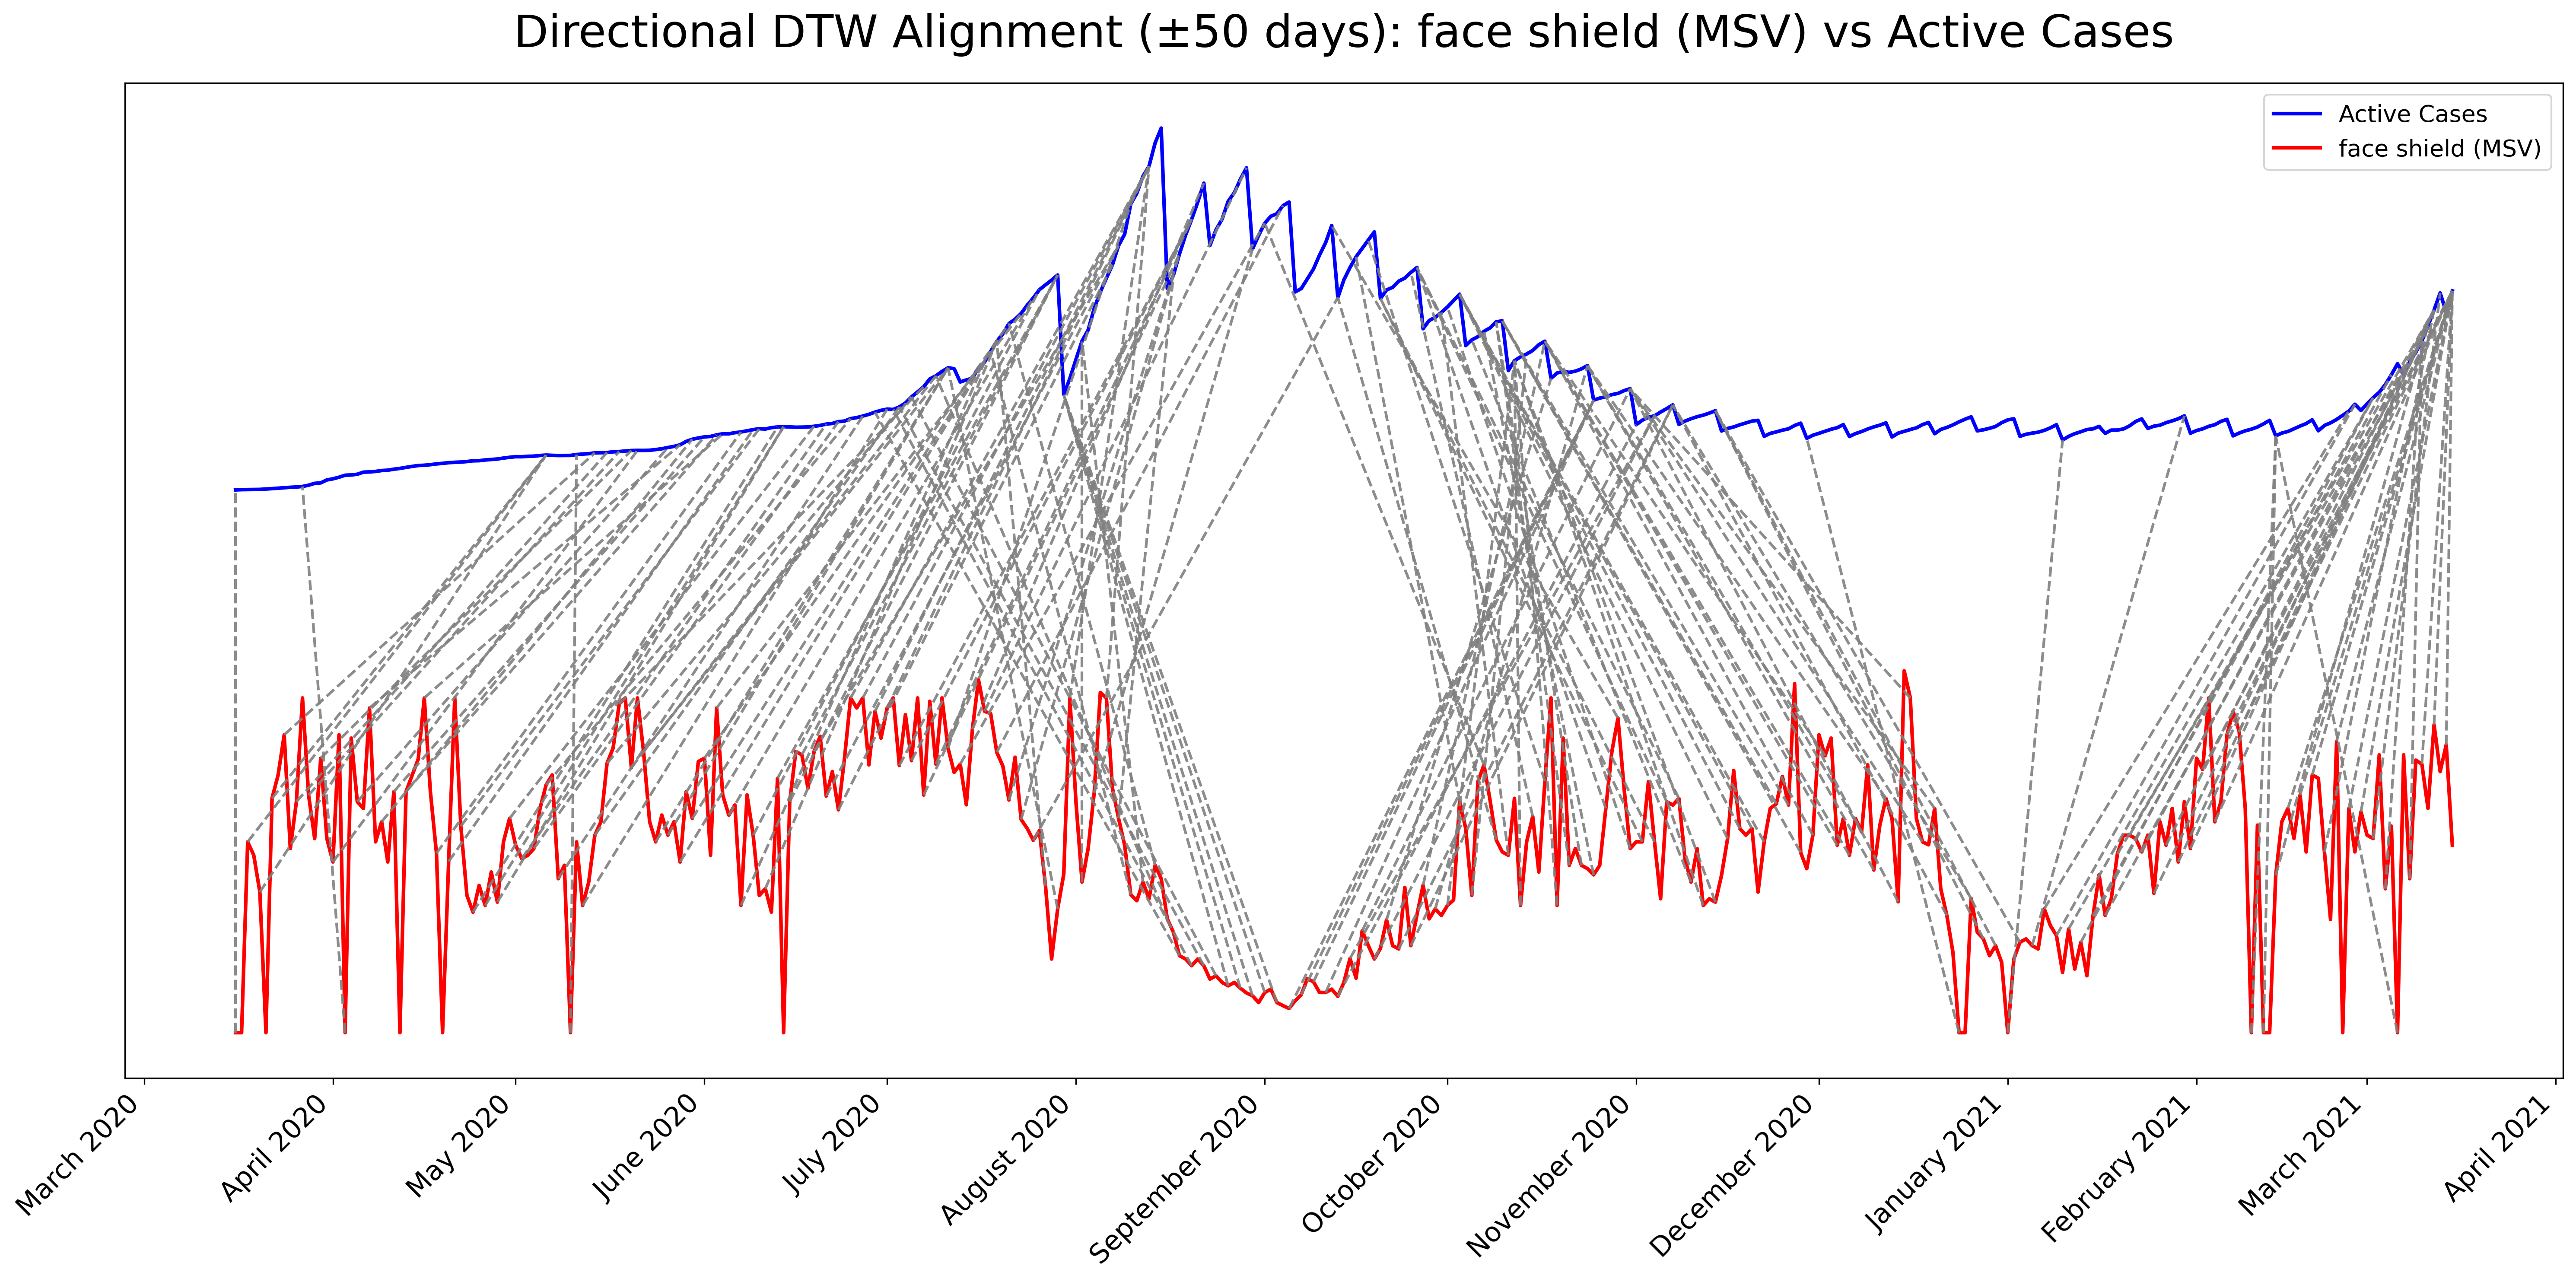 Directional DTW Alignment (±50 days): face shield (MSV) vs Active Cases
Active Cases
face shield (MSV)
March 2020
April 2020
May 2020
June 2020
July 2020
August 2020
September 2020
October 2020
November 2020
December 2020
January 2021
February 2021
March 2021
April 2021